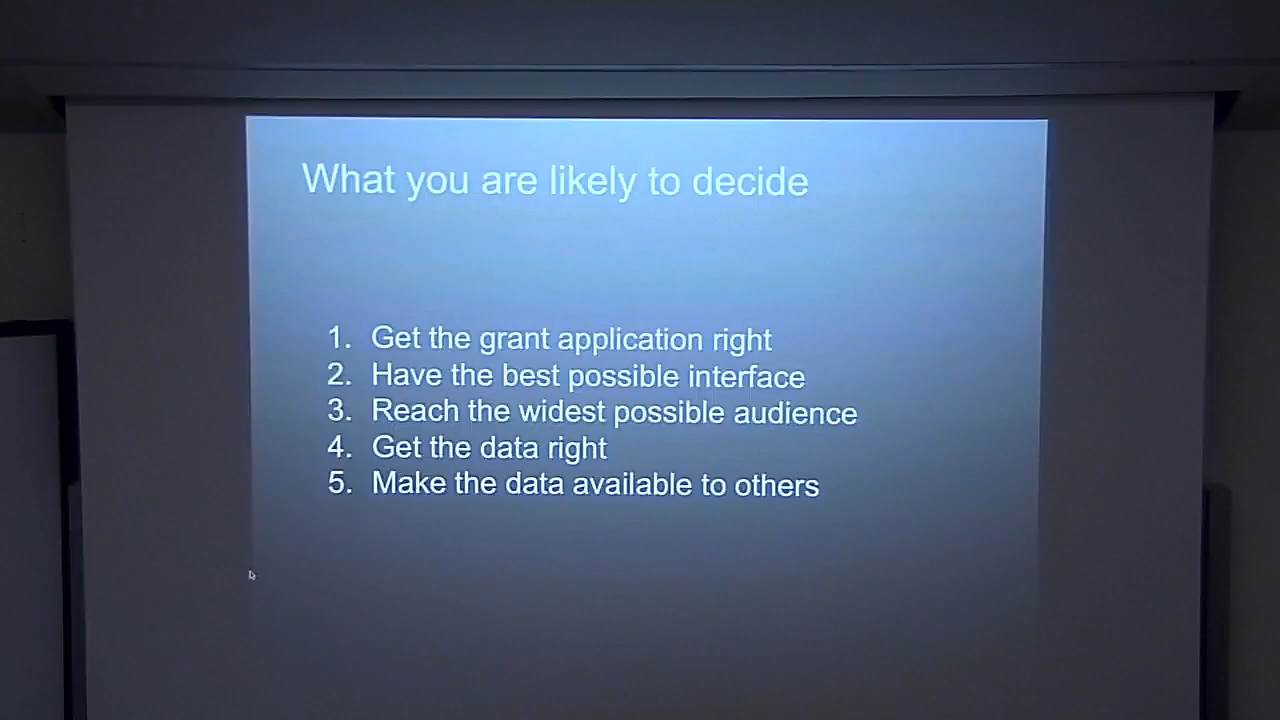 What you are likely to decide
1. Get the grant application right
2. Have the best possible interface
3. Reach the widest possible audience
4. Get the data right
5. Make the data available to others